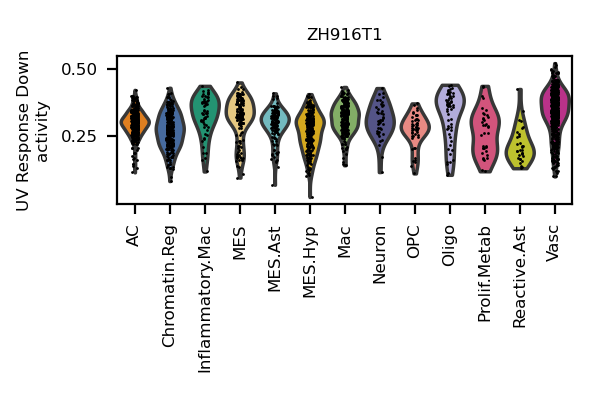 ZH916T1
UV Response Down
activity
0.50
0.25
AC
Chromatin.Reg
Inflammatory.Mac
MES
MES.Ast
MES.Hyp
Mac
Neuron
OPC
Oligo
Prolif.Metab
Reactive.Ast
Vasc